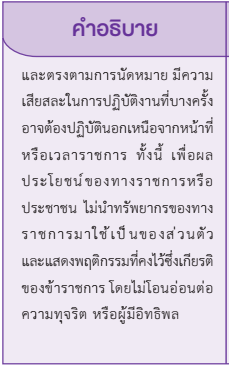 คำอธิบาย
และตรงตามการนัดหมาย มีความ
เสียสละในการปฏิบัติงานที่บางครั้ง
อาจต้องปฏิบัตินอกเหนือจากหน้าที่
หรือเวลาราชการ ทั้งนี้ เพื่อผล
ประโยชน์ของทางราชการหรือ
ประชาชน ไม่นำทรัพยากรของทาง
ราชการมาใช้เป็นของส่วนตัว
และแสดงพฤติกรรมที่คงไว้ซึ่งเกียรติ
ของข้าราชการ โดยไม่โอนอ่อนต่อ
ความทุจริต หรือผู้มีอิทธิพล